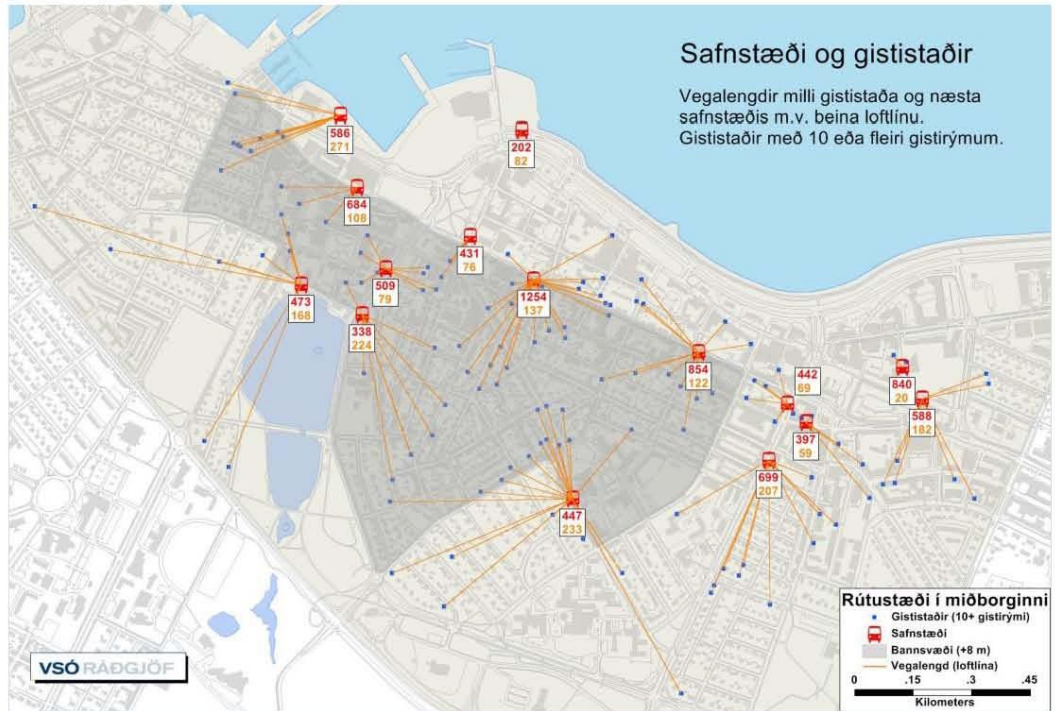 Safnstæði og gististaðir
Vegalengdir milli gististaða og næsta
safnstæðis m.v. beina loftlínu.
Gististaðir með 10 eða fleiri gistirýmum.
586
271
202
82
684
108
431
76
509
79
473
168
1254
137
338
224
854
122
442
69
840
20
588
182
397
59
699
207
447
233
Rútustæði í miðborginni
Gististaðir (10+ gistirými)
Safnstæði
Bannsvæði (+8 m)
Vegalengd (loftlína)
0 .15 .3 .45
Kilometers
VSÓ RÁÐGJÖF